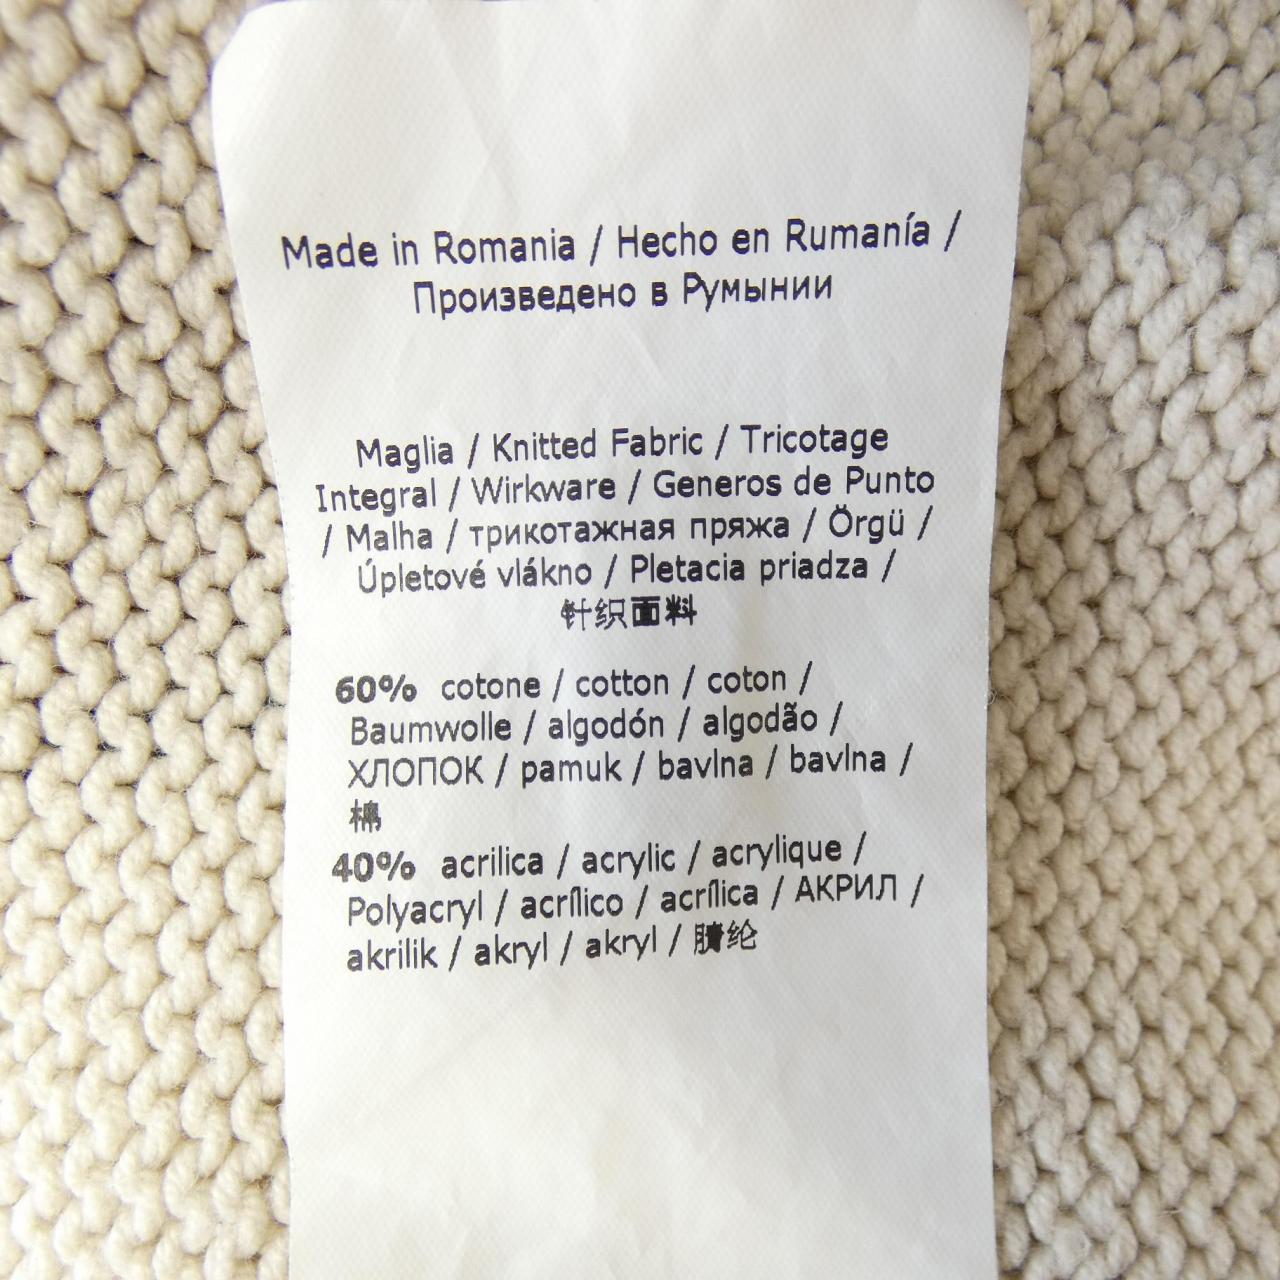 Made in Romania / Hecho en Rumanía /
Произведено в Румынии
Maglia / Knitted Fabric / Tricotage
Integral / Wirkware / Generos de Punto
/ Malha / трикотажная пряжа / Örgü /
Úpletové vlákno / Pletacia priadza /
针织面料
60% cotone / cotton / coton /
Baumwolle / algodón / algodão /
ХЛОПОК / pamuk / bavlna / bavlna /
棉
40% acrilica / acrylic / acrylique /
Polyacryl / acrílico / acrílica / АКРИЛ /
akrilik / akryl / akryl / 腈纶